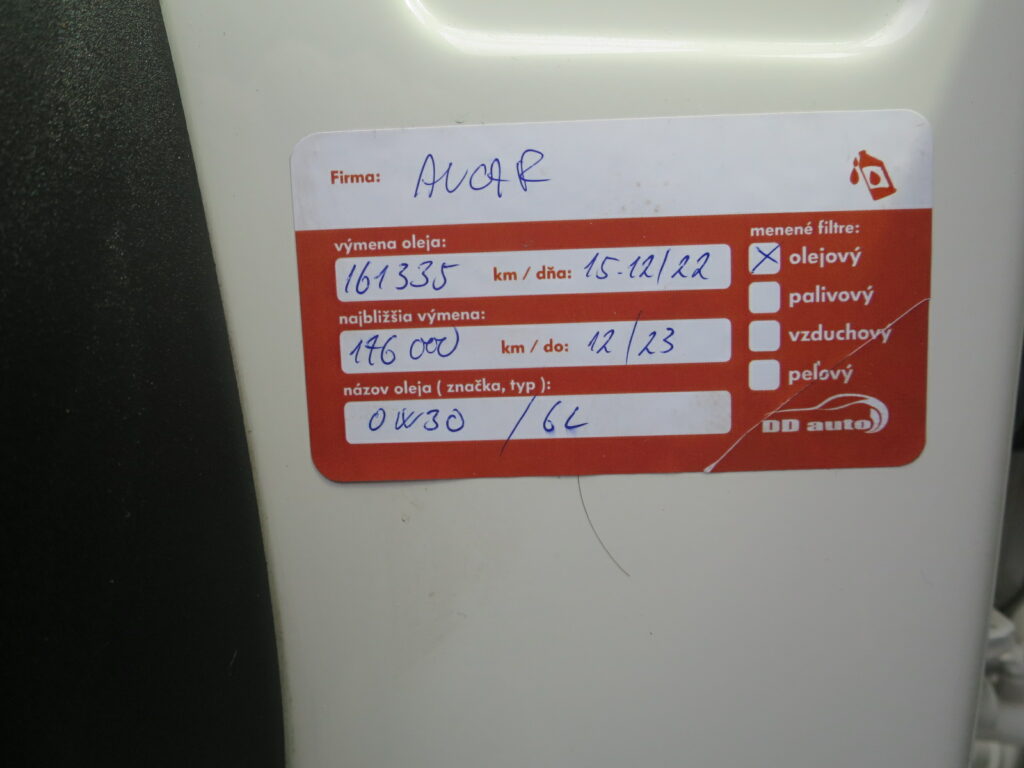 Firma: AVCAR
výmena oleja:
161335 km / dňa: 15.12/22
najbližšia výmena:
176 000 km / do: 12/23
názov oleja ( značka, typ ):
0W30 / 6L
menené filtre:
X olejový
palivový
vzduchový
peľový
DD auto